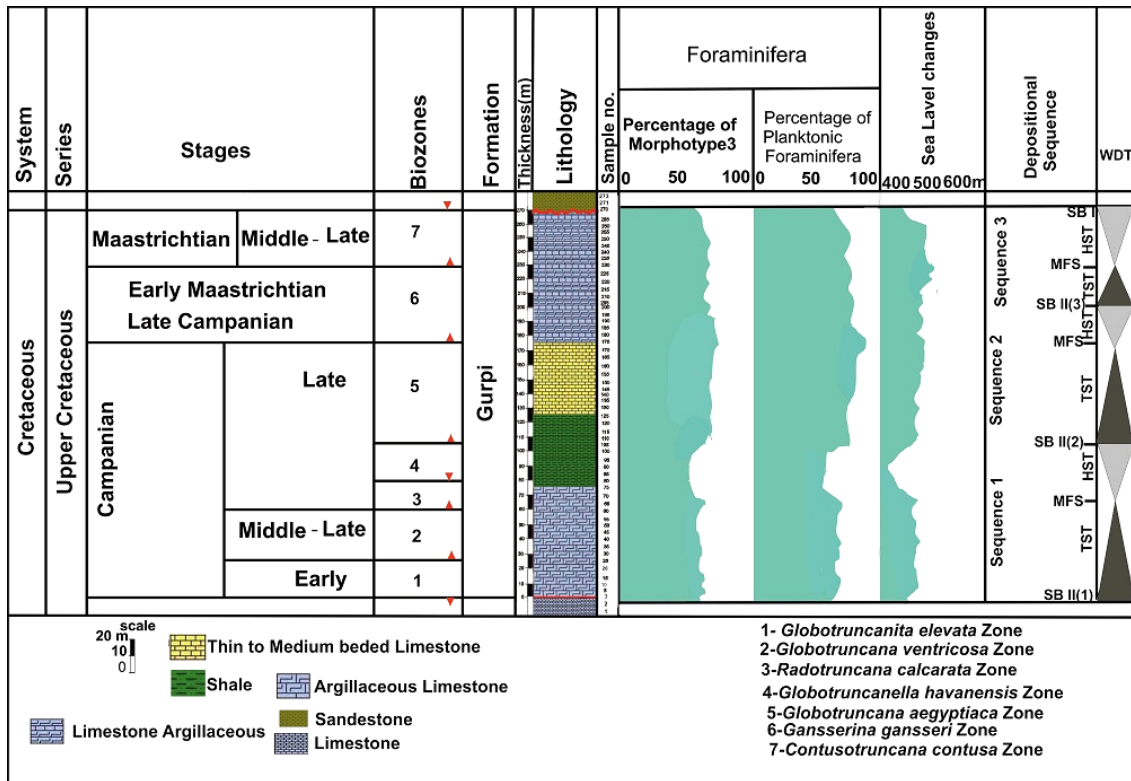 System
Series
Stages
Biozones
Formation
Thickness(m)
Lithology
Sample no.
Foraminifera
Percentage of
Morphotype3
0 50 100
Percentage of
Planktonic
Foraminifera
0 50 100
Sea Level changes
400 500 600m
Depositional
Sequence
WDT
Cretaceous
Upper Cretaceous
Maastrichtian
Middle - Late
7
Early Maastrichtian
Late Campanian
6
Campanian
Late
5
4
3
Middle - Late
2
Early
1
Gurpi
Sequence 3
Sequence 2
Sequence 1
SB I
HST
MFS
TST
SB II(3)
HST
MFS
TST
SB II(2)
HST
MFS
TST
SB II(1)
scale
20 m
10
0
Thin to Medium beded Limestone
Shale
Argillaceous Limestone
Limestone Argillaceous
Sandestone
Limestone
1- Globotruncanita elevata Zone
2-Globotruncana ventricosa Zone
3-Radotruncana calcarata Zone
4-Globotruncanella havanensis Zone
5-Globotruncana aegyptiaca Zone
6-Gansserina gansseri Zone
7-Contusotruncana contusa Zone